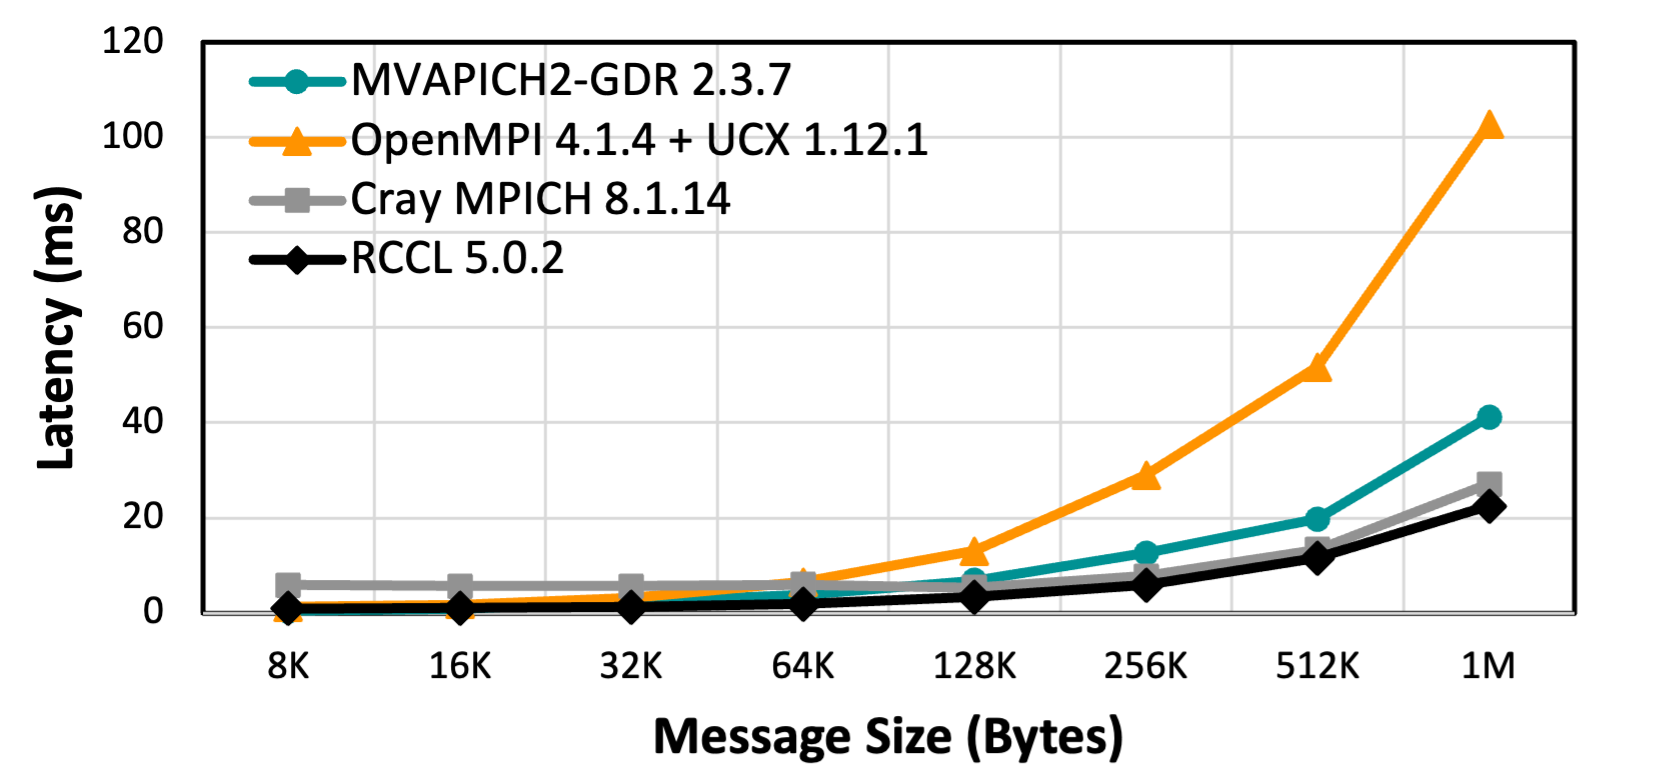 120
100
80
60
40
20
0
Latency (ms)
MVAPICH2-GDR 2.3.7
OpenMPI 4.1.4 + UCX 1.12.1
Cray MPICH 8.1.14
RCCL 5.0.2
8K 16K 32K 64K 128K 256K 512K 1M
Message Size (Bytes)